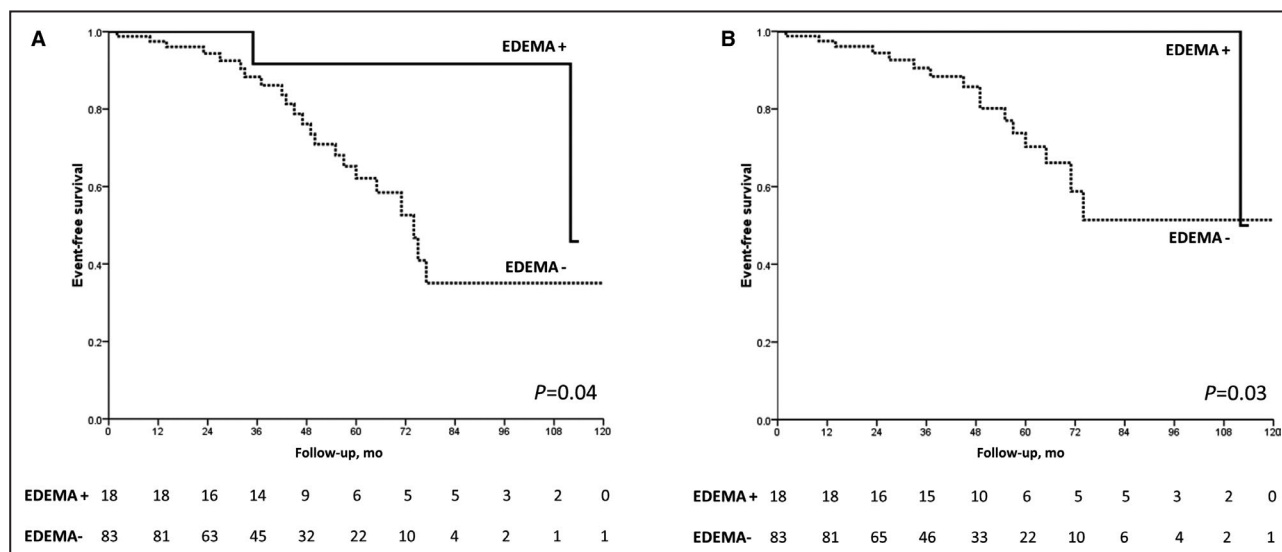 A
Event-free survival
1.0
0.8
0.6
0.4
0.2
0.0
EDEMA +
EDEMA -
P=0.04
0 12 24 36 48 60 72 84 96 108 120
Follow-up, mo
EDEMA + 18 18 16 14 9 6 5 5 3 2 0
EDEMA- 83 81 63 45 32 22 10 4 2 1 1
B
Event-free survival
1.0
0.8
0.6
0.4
0.2
0.0
EDEMA +
EDEMA -
P=0.03
0 12 24 36 48 60 72 84 96 108 120
Follow-up, mo
EDEMA + 18 18 16 15 10 6 5 5 3 2 0
EDEMA- 83 81 65 46 33 22 10 6 4 2 1